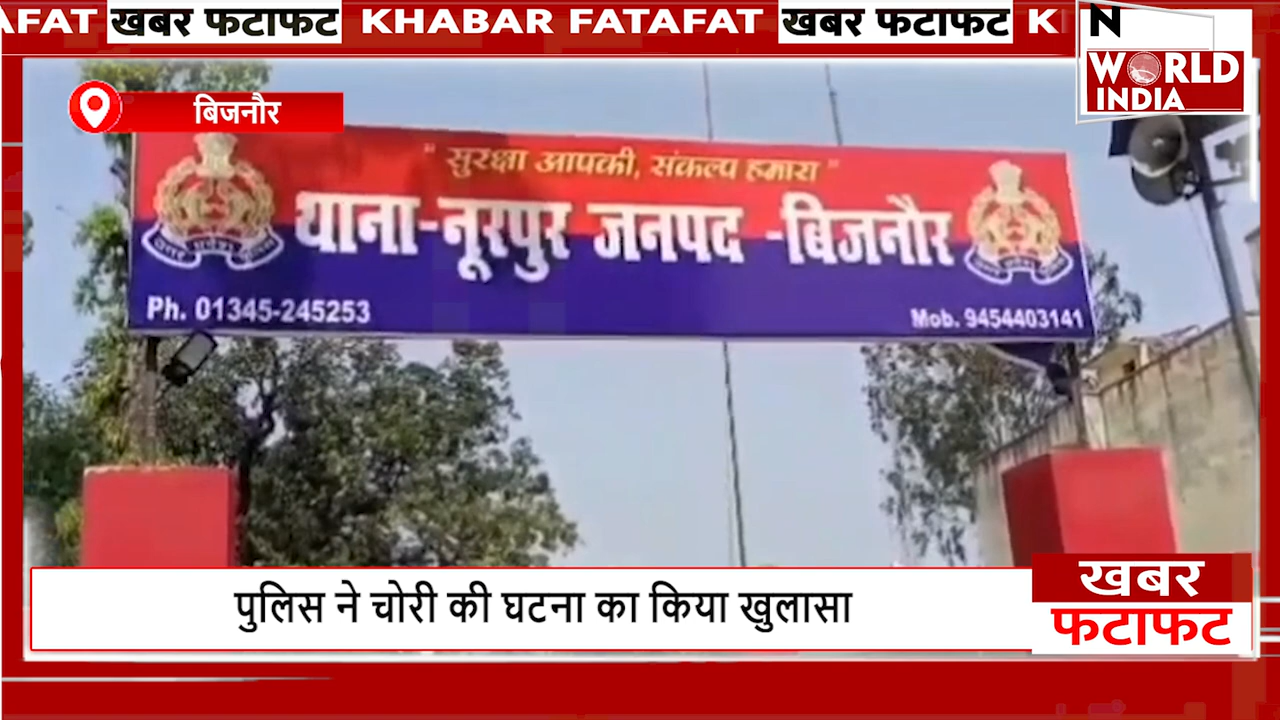 AFAT खबर फटाफट KHABAR FATAFAT खबर फटाफट K
N
WORLD
INDIA
बिजनौर
" सुरक्षा आपकी, संकल्प हमारा "
थाना-नूरपुर जनपद -बिजनौर
Ph. 01345-245253
Mob. 9454403141
पुलिस ने चोरी की घटना का किया खुलासा
खबर
फटाफट